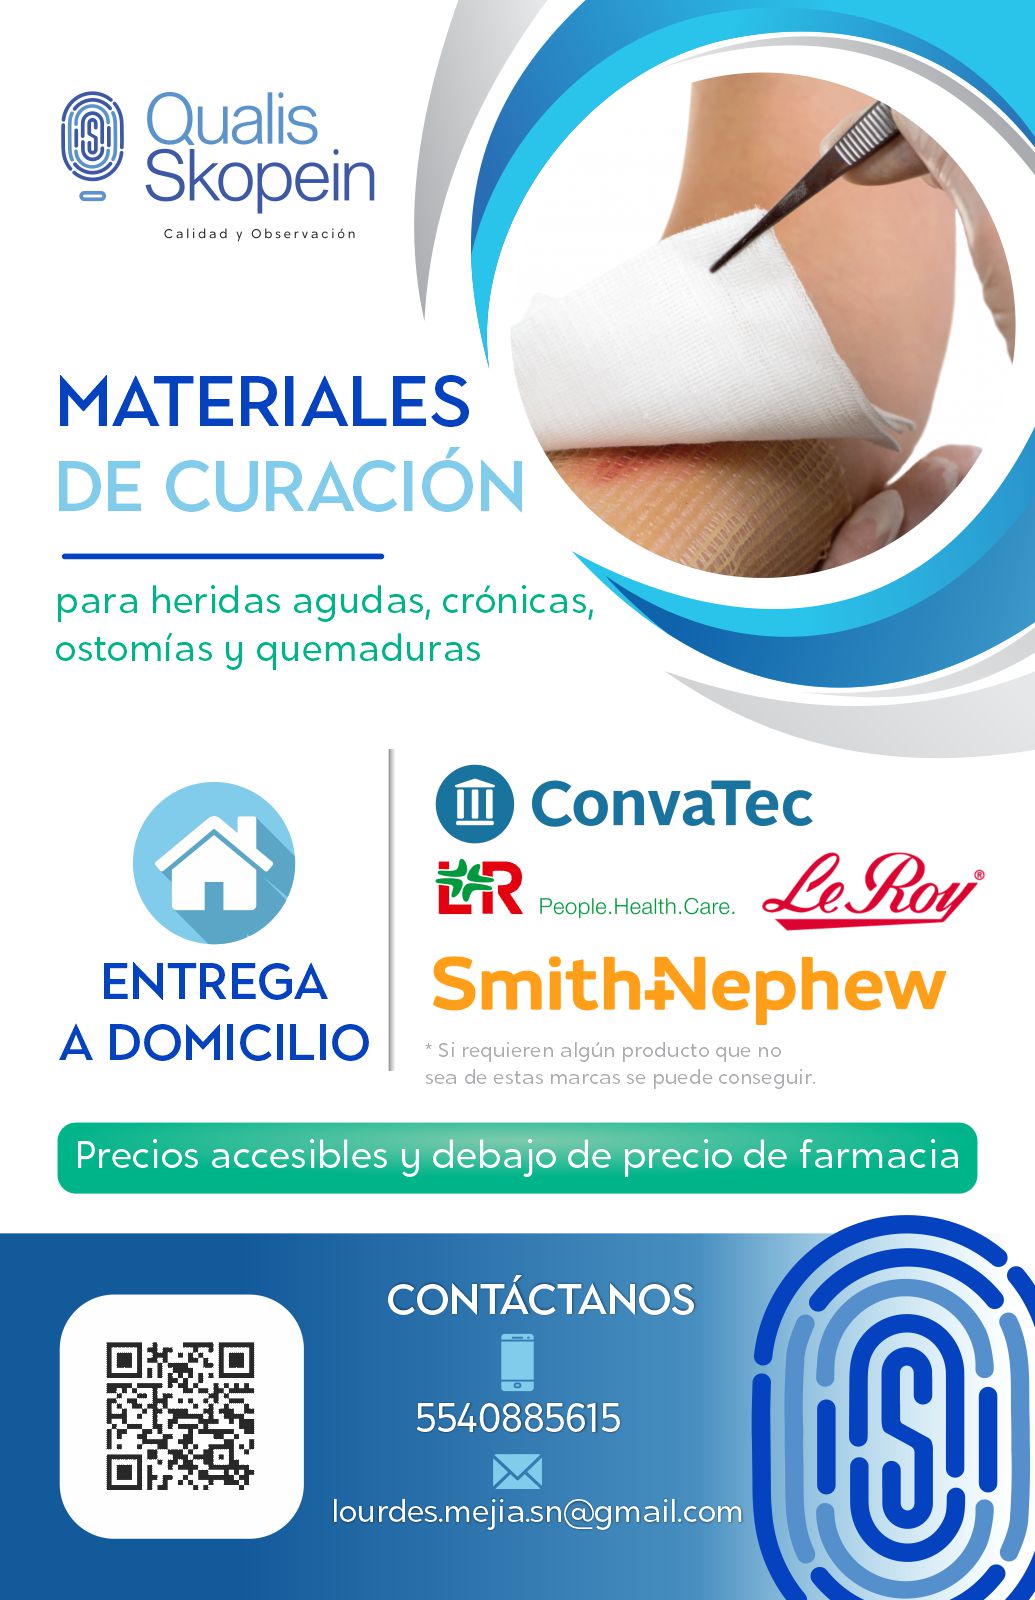 Qualis
Skopein
Calidad y Observación
MATERIALES
DE CURACIÓN
para heridas agudas, crónicas,
ostomías y quemaduras
ENTREGA
A DOMICILIO
ConvaTec
L&R People.Health.Care.
Le Roy®
Smith+Nephew
* Si requieren algún producto que no
sea de estas marcas se puede conseguir.
Precios accesibles y debajo de precio de farmacia
CONTÁCTANOS
5540885615
lourdes.mejia.sn@gmail.com